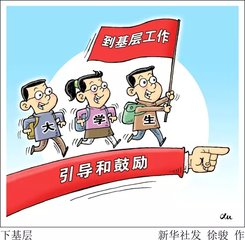 到基层工作
大 学 生
引导和鼓励
下基层 新华社发 徐骏 作